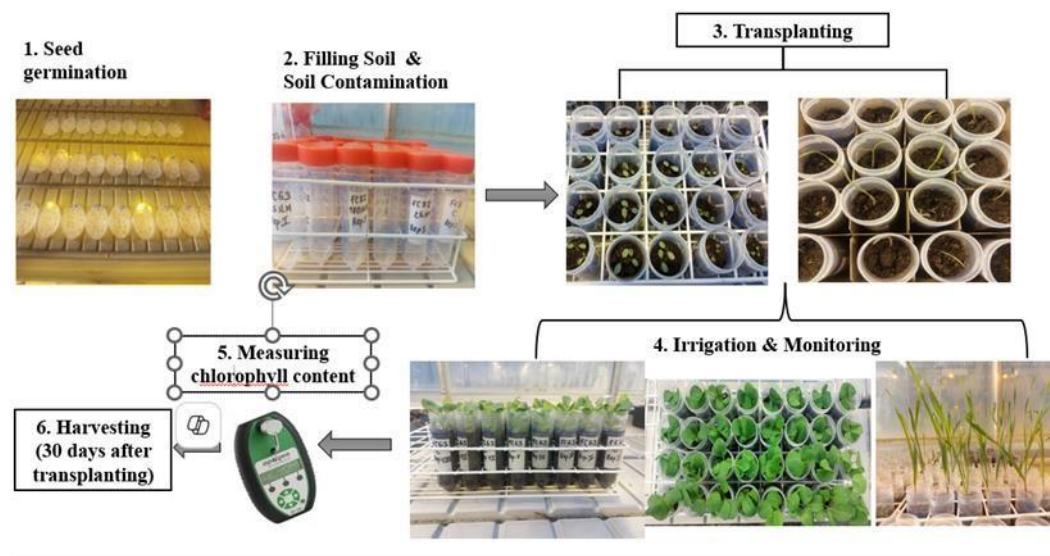 1. Seed
germination
2. Filling Soil &
Soil Contamination
3. Transplanting
4. Irrigation & Monitoring
5. Measuring
chlorophyll content
6. Harvesting
(30 days after
transplanting)